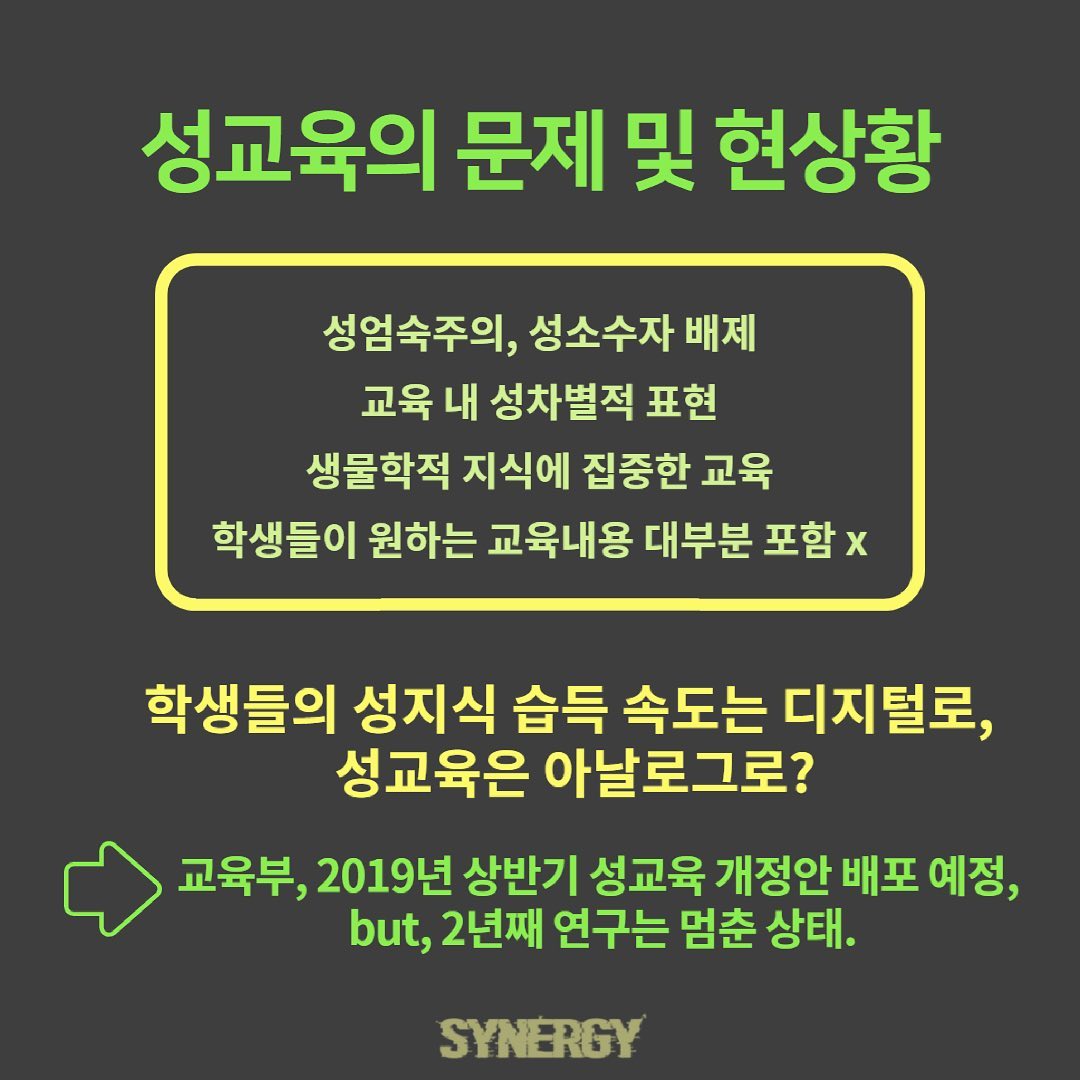 성교육의 문제 및 현상황
성엄숙주의, 성소수자 배제
교육 내 성차별적 표현
생물학적 지식에 집중한 교육
학생들이 원하는 교육내용 대부분 포함 x
학생들의 성지식 습득 속도는 디지털로,
성교육은 아날로그로?
교육부, 2019년 상반기 성교육 개정안 배포 예정,
but, 2년째 연구는 멈춘 상태.
SYNERGY